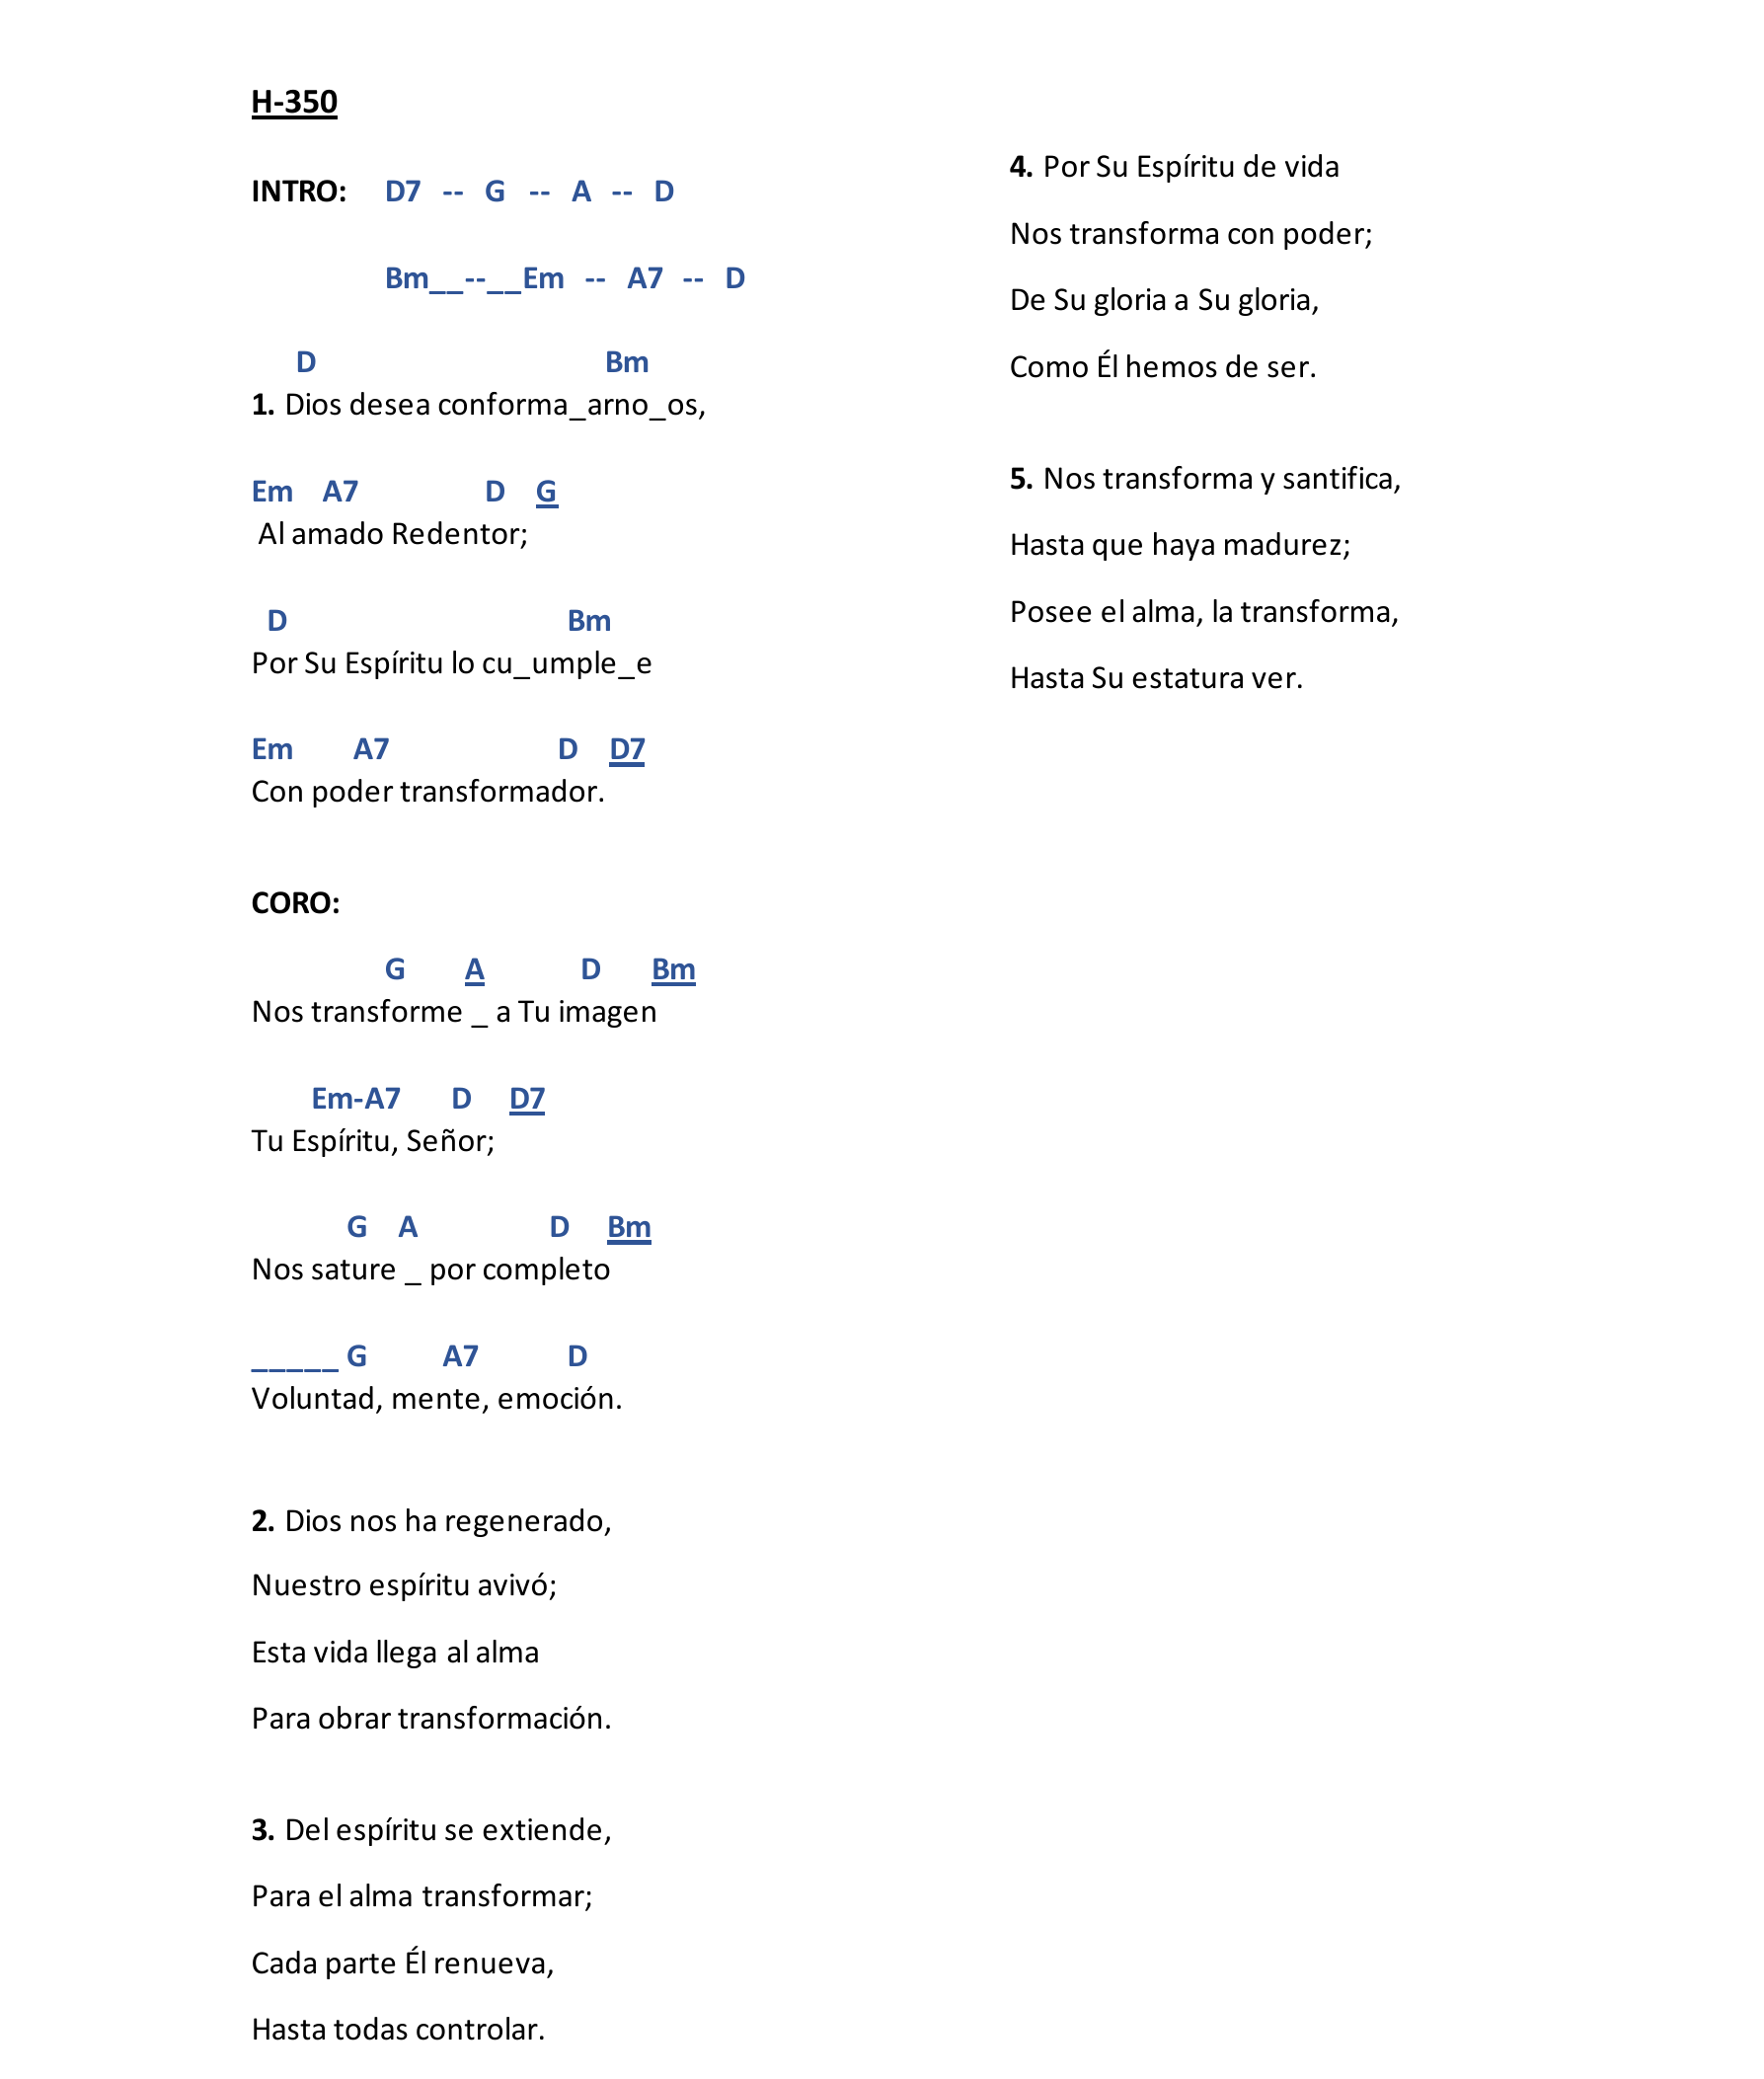 H-350
INTRO: D7 -- G -- A -- D
Bm__--__Em -- A7 -- D
D Bm
1. Dios desea conforma_arno_os,
Em A7 D G
Al amado Redentor;
D Bm
Por Su Espíritu lo cu_umple_e
Em A7 D D7
Con poder transformador.
CORO:
G A D Bm
Nos transforme _ a Tu imagen
Em-A7 D D7
Tu Espíritu, Señor;
G A D Bm
Nos sature _ por completo
_____ G A7 D
Voluntad, mente, emoción.
2. Dios nos ha regenerado,
Nuestro espíritu avivó;
Esta vida llega al alma
Para obrar transformación.
3. Del espíritu se extiende,
Para el alma transformar;
Cada parte Él renueva,
Hasta todas controlar.
4. Por Su Espíritu de vida
Nos transforma con poder;
De Su gloria a Su gloria,
Como Él hemos de ser.
5. Nos transforma y santifica,
Hasta que haya madurez;
Posee el alma, la transforma,
Hasta Su estatura ver.